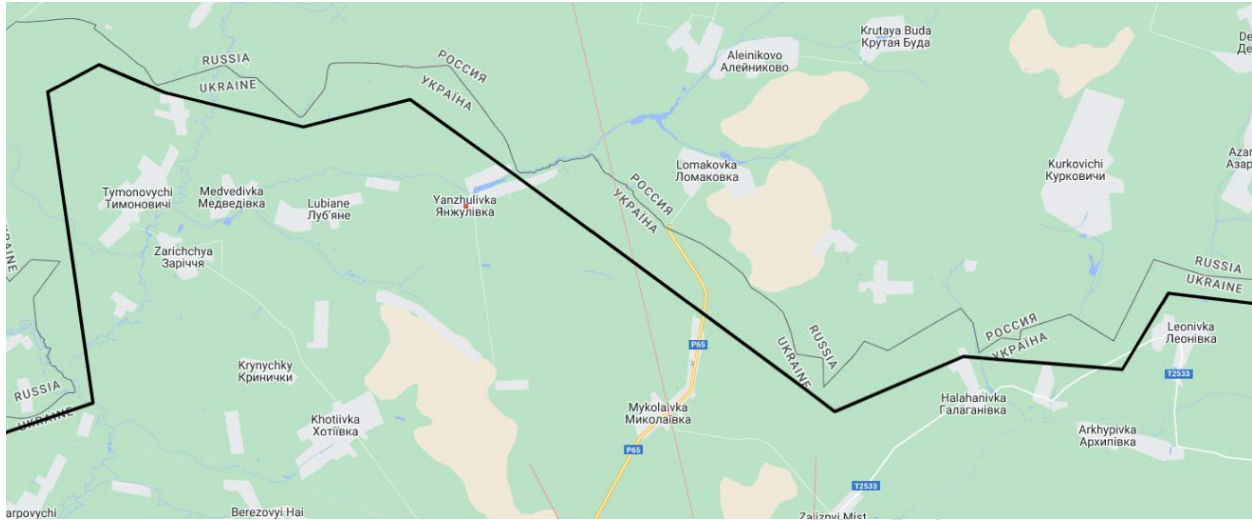 RUSSIA
UKRAINE
РОССИЯ
УКРАЇНА
Krutaya Buda
Крутая Буда
Aleinikovo
Алейниково
Lomakovka
Ломаковка
Kurkovichi
Курковичи
Tymonovychi
Тимоновичі
Medvedivka
Медведівка
Lubiane
Луб'яне
Yanzhulivka
Янжулівка
РОССИЯ
УКРАЇНА
Zarichchya
Заріччя
UKRAINE
RUSSIA
UKRAINE
РОССИЯ
УКРАЇНА
Leonivka
Леонівка
P65
RUSSIA
UKRAINE
Krynychky
Кринички
T2533
RUSSIA
UKRAINE
Halahanivka
Галаганівка
Mykolaivka
Миколаївка
Khotiivka
Хотіївка
Arkhypivka
Архипівка
P65
T2533
arpovychi
Berezovyi Hai
Zaliznyi Mist